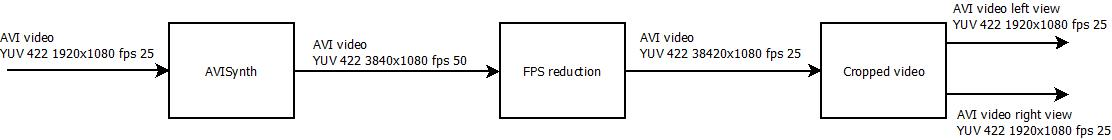 AVI video
YUV 422 1920x1080 fps 25
AVISynth
AVI video
YUV 422 3840x1080 fps 50
FPS reduction
AVI video
YUV 422 38420x1080 fps 25
Cropped video
AVI video left view
YUV 422 1920x1080 fps 25
AVI video right view
YUV 422 1920x1080 fps 25